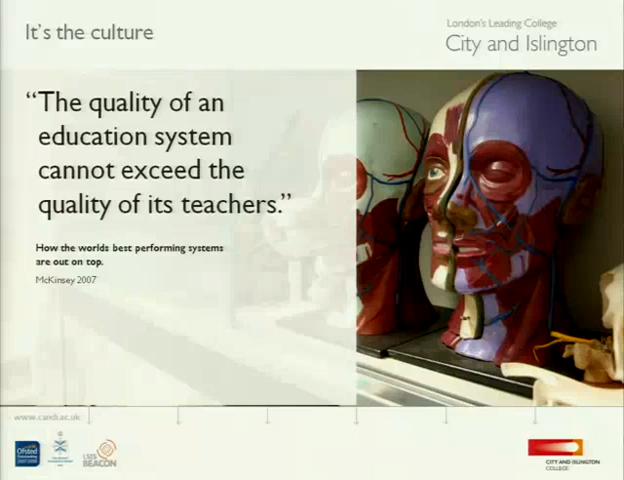 It's the culture
London's Leading College
City and Islington
“The quality of an
education system
cannot exceed the
quality of its teachers.”
How the worlds best performing systems
are out on top.
McKinsey 2007
www.candi.ac.uk
Ofsted
LSIS
BEACON
CITY AND ISLINGTON
COLLEGE